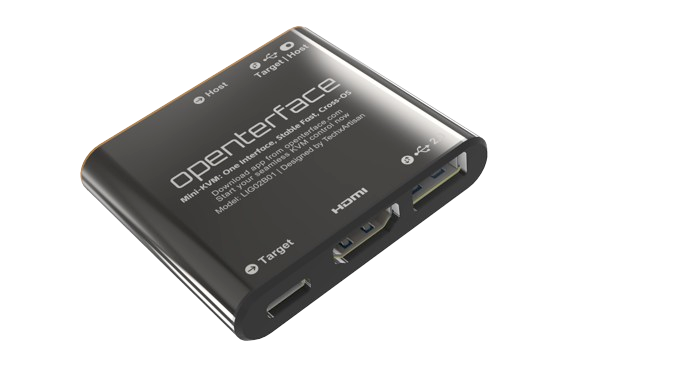 Target | Host
Host
openterface
Mini-KVM: One Interface, Stable Fast, Cross-OS
Download app from openterface.com
Start your seamless KVM control now
Model: LIG02B01 | Designed by TechxArtisan
2
HDMI
Target